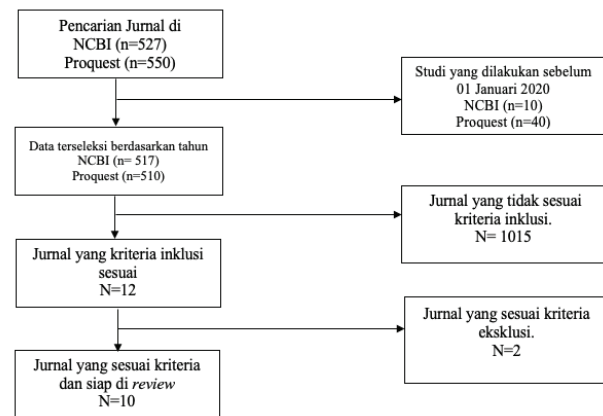 Pencarian Jurnal di
NCBI (n=527)
Proquest (n=550)
Studi yang dilakukan sebelum
01 Januari 2020
NCBI (n=10)
Proquest (n=40)
Data terseleksi berdasarkan tahun
NCBI (n= 517)
Proquest (n=510)
Jurnal yang tidak sesuai
kriteria inklusi.
N= 1015
Jurnal yang kriteria inklusi
sesuai
N=12
Jurnal yang sesuai kriteria
eksklusi.
N=2
Jurnal yang sesuai kriteria
dan siap di review
N=10